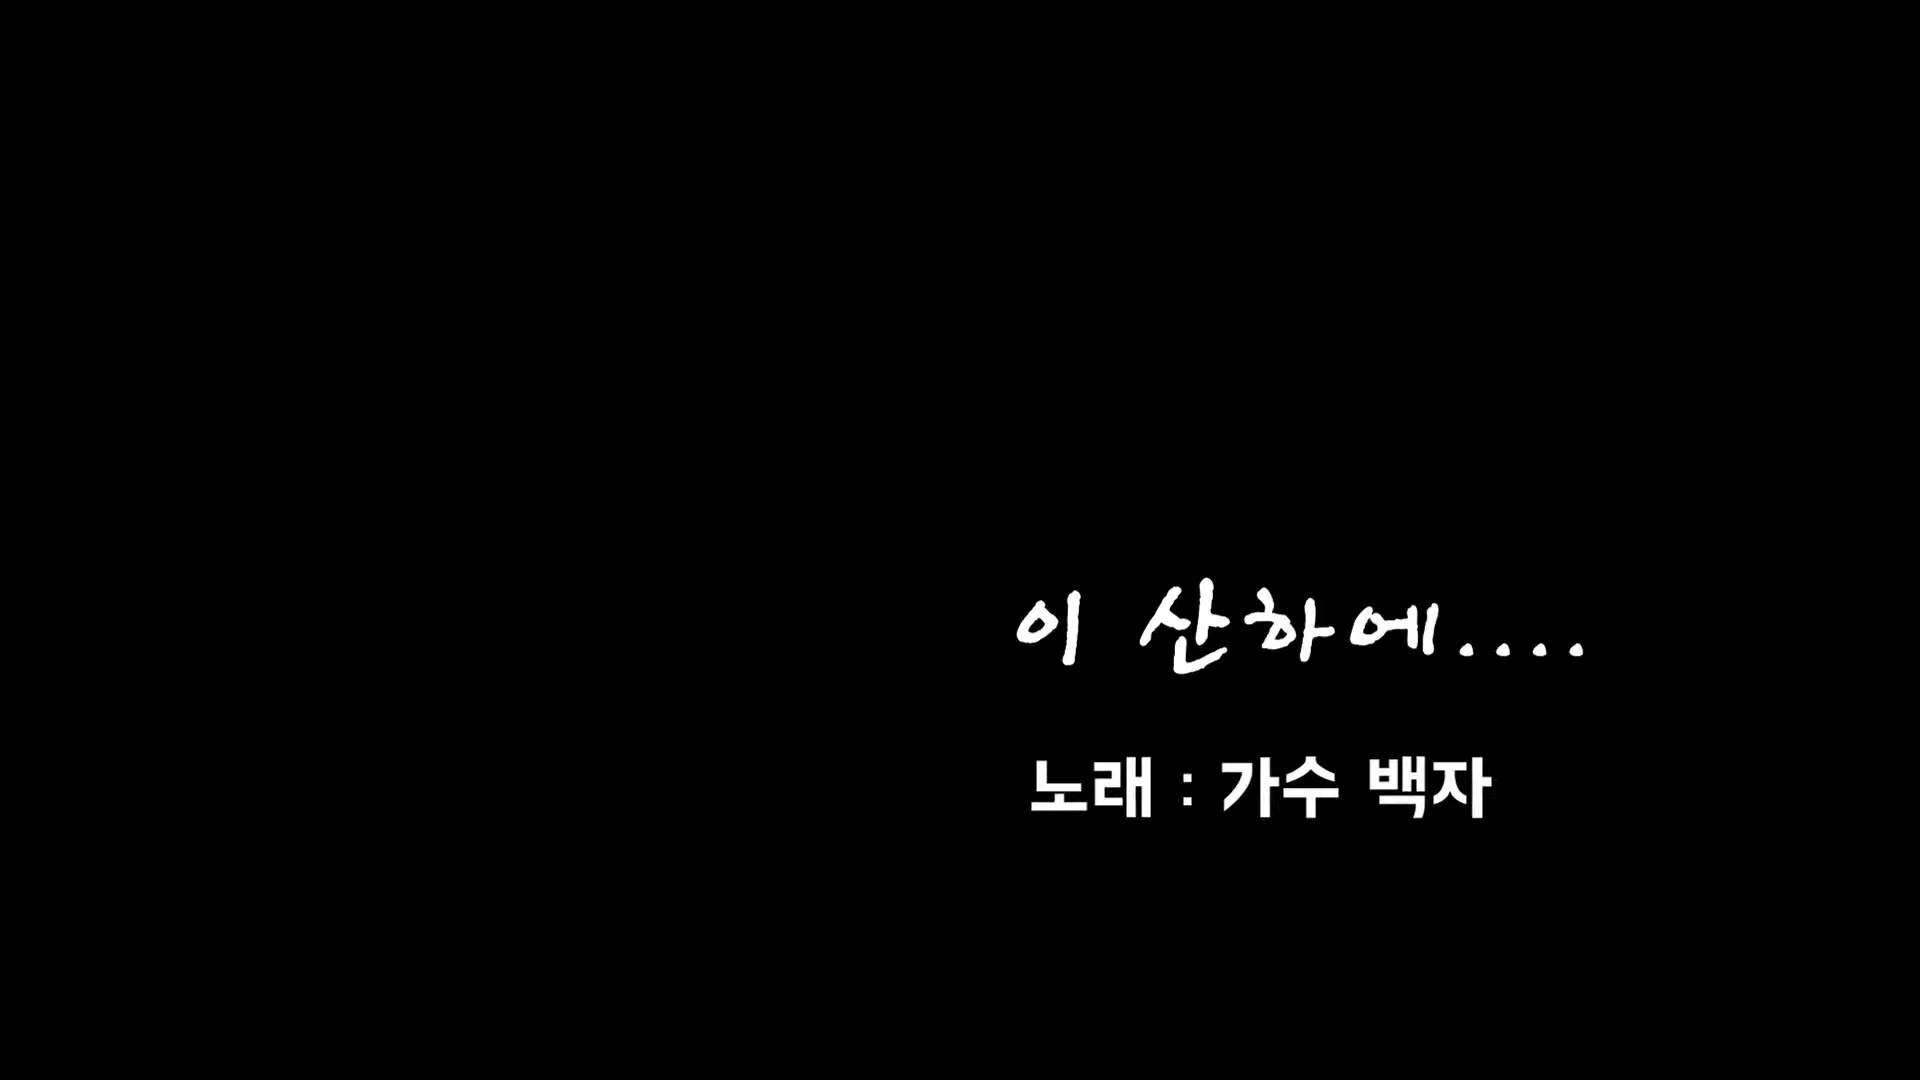 이 산하에....
노래 : 가수 백자